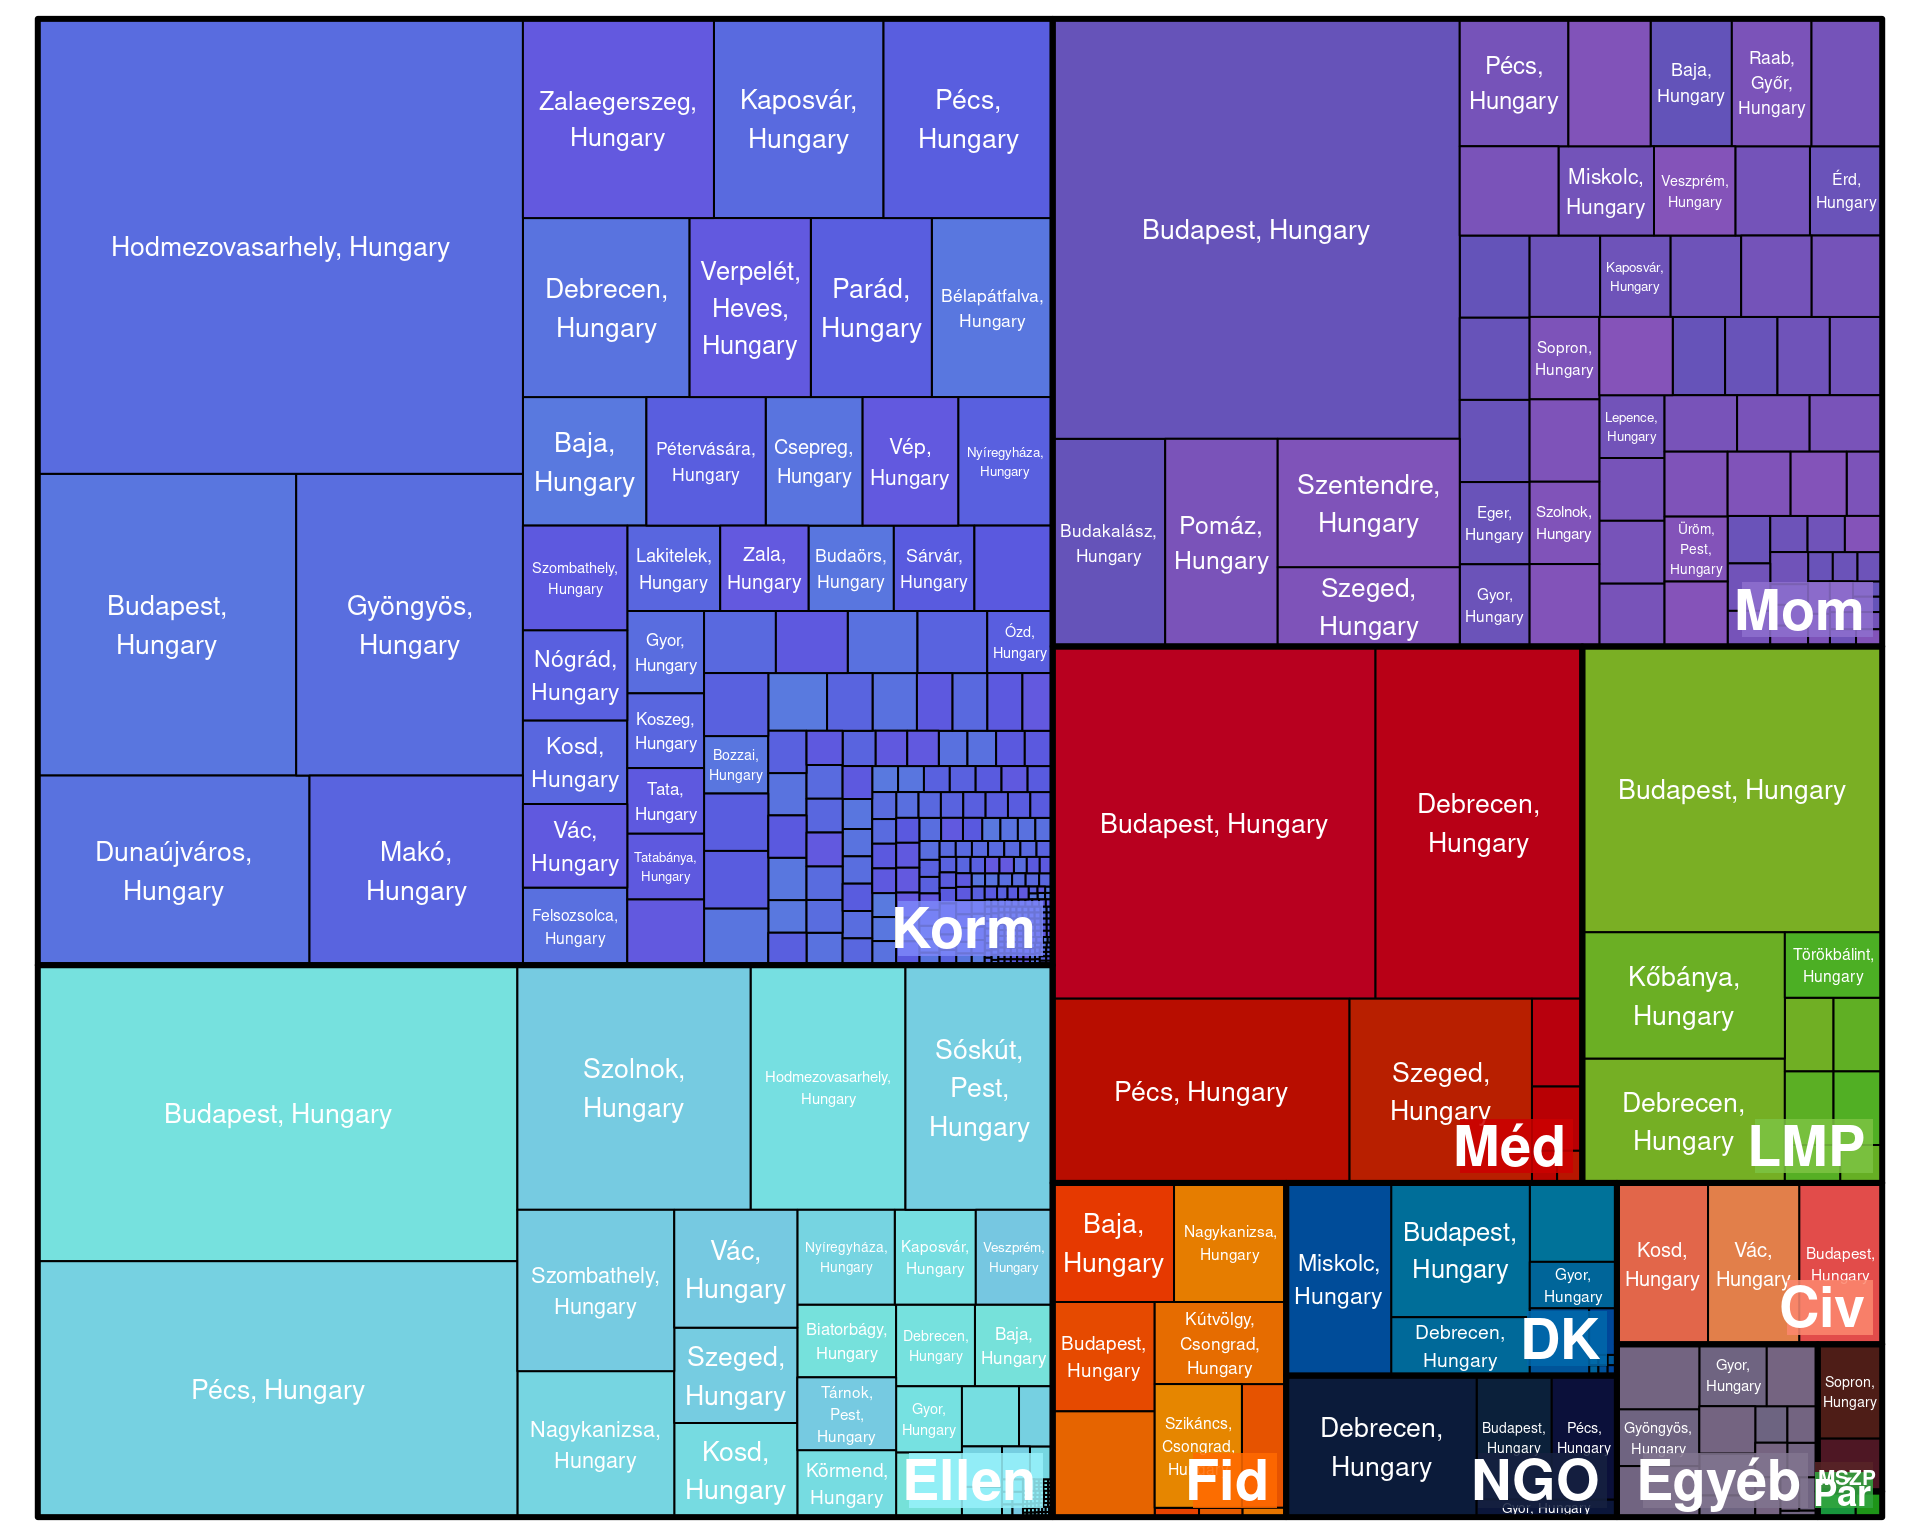 Hodmezovasarhely, Hungary
Budapest,
Hungary
Gyöngyös,
Hungary
Dunaújváros,
Hungary
Makó,
Hungary
Zalaegerszeg,
Hungary
Kaposvár,
Hungary
Pécs,
Hungary
Debrecen,
Hungary
Verpelét,
Heves,
Hungary
Parád,
Hungary
Bélapátfalva,
Hungary
Baja,
Hungary
Pétervására,
Hungary
Csepreg,
Hungary
Vép,
Hungary
Nyíregyháza,
Hungary
Szombathely,
Hungary
Lakitelek,
Hungary
Zala,
Hungary
Budaörs,
Hungary
Sárvár,
Hungary
Nógrád,
Hungary
Gyor,
Hungary
Ózd,
Hungary
Kosd,
Hungary
Koszeg,
Hungary
Bozzai,
Hungary
Vác,
Hungary
Tata,
Hungary
Tatabánya,
Hungary
Felsozsolca,
Hungary
Korm
Budapest, Hungary
Budakalász,
Hungary
Pomáz,
Hungary
Szentendre,
Hungary
Szeged,
Hungary
Pécs,
Hungary
Baja,
Hungary
Raab,
Győr,
Hungary
Miskolc,
Hungary
Veszprém,
Hungary
Érd,
Hungary
Kaposvár,
Hungary
Sopron,
Hungary
Lepence,
Hungary
Eger,
Hungary
Szolnok,
Hungary
Üröm,
Pest,
Hungary
Gyor,
Hungary
Mom
Budapest, Hungary
Debrecen,
Hungary
Pécs, Hungary
Szeged,
Hungary
Méd
Budapest, Hungary
Kőbánya,
Hungary
Törökbálint,
Hungary
Debrecen,
Hungary
LMP
Budapest, Hungary
Pécs, Hungary
Szolnok,
Hungary
Hodmezovasarhely,
Hungary
Sóskút,
Pest,
Hungary
Szombathely,
Hungary
Vác,
Hungary
Nyíregyháza,
Hungary
Kaposvár,
Hungary
Veszprém,
Hungary
Szeged,
Hungary
Biatorbágy,
Hungary
Debrecen,
Hungary
Baja,
Hungary
Nagykanizsa,
Hungary
Kosd,
Hungary
Tárnok,
Pest,
Hungary
Gyor,
Hungary
Körmend,
Hungary
Ellen
Baja,
Hungary
Nagykanizsa,
Hungary
Budapest,
Hungary
Kútvölgy,
Csongrad,
Hungary
Szikáncs,
Csongrad,
Hungary
Fid
Miskolc,
Hungary
Budapest,
Hungary
Gyor,
Hungary
Debrecen,
Hungary
DK
Debrecen,
Hungary
Budapest,
Hungary
Pécs,
Hungary
Gyor, Hungary
NGO
Kosd,
Hungary
Vác,
Hungary
Budapest,
Hungary
Civ
Gyor,
Hungary
Gyöngyös,
Hungary
Egyéb
Sopron,
Hungary
MSZP
Par